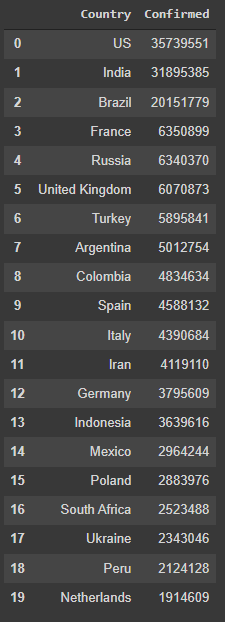 Country Confirmed
0 US 35739551
1 India 31895385
2 Brazil 20151779
3 France 6350899
4 Russia 6340370
5 United Kingdom 6070873
6 Turkey 5895841
7 Argentina 5012754
8 Colombia 4834634
9 Spain 4588132
10 Italy 4390684
11 Iran 4119110
12 Germany 3795609
13 Indonesia 3639616
14 Mexico 2964244
15 Poland 2883976
16 South Africa 2523488
17 Ukraine 2343046
18 Peru 2124128
19 Netherlands 1914609